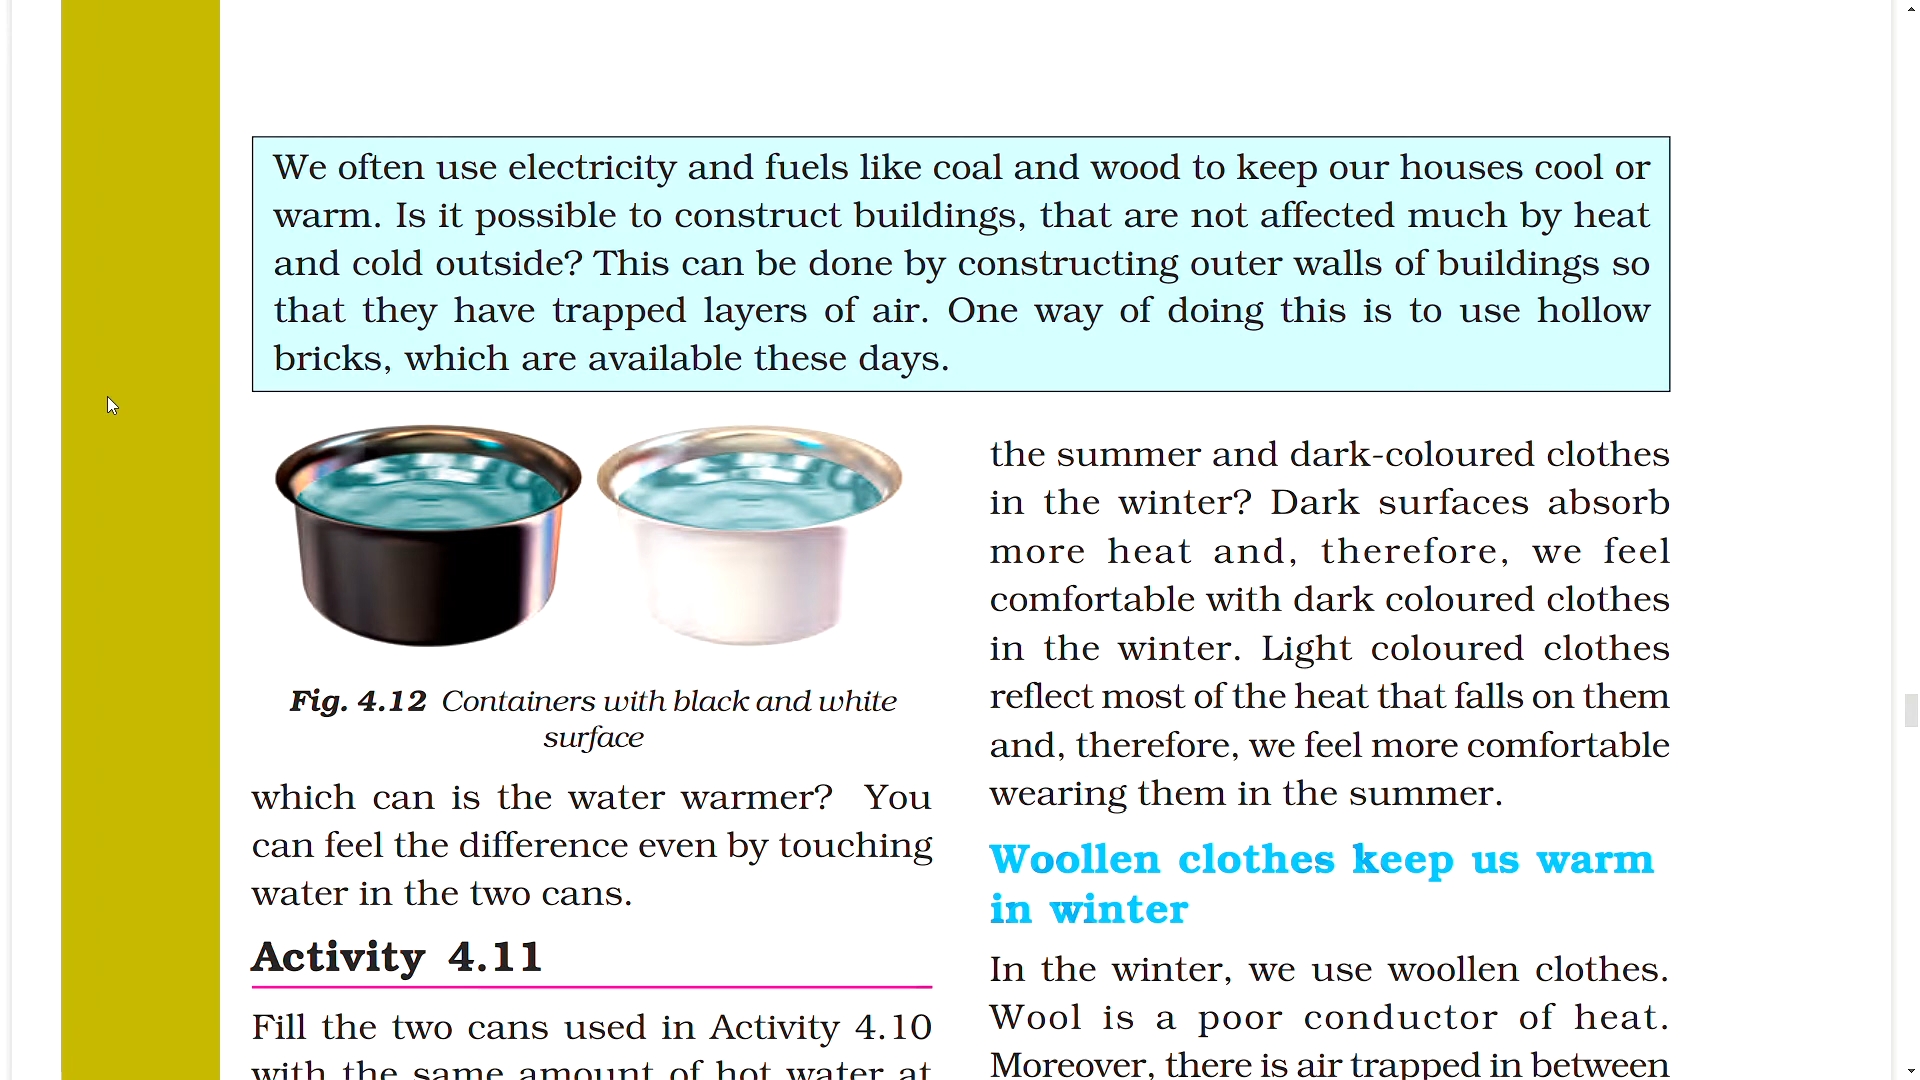 We often use electricity and fuels like coal and wood to keep our houses cool or
warm. Is it possible to construct buildings, that are not affected much by heat
and cold outside? This can be done by constructing outer walls of buildings so
that they have trapped layers of air. One way of doing this is to use hollow
bricks, which are available these days.
Fig. 4.12 Containers with black and white
surface
which can is the water warmer? You
can feel the difference even by touching
water in the two cans.
Activity 4.11
Fill the two cans used in Activity 4.10
with the same amount of hot water at
the summer and dark-coloured clothes
in the winter? Dark surfaces absorb
more heat and, therefore, we feel
comfortable with dark coloured clothes
in the winter. Light coloured clothes
reflect most of the heat that falls on them
and, therefore, we feel more comfortable
wearing them in the summer.
Woollen clothes keep us warm
in winter
In the winter, we use woollen clothes.
Wool is a poor conductor of heat.
Moreover, there is air trapped in between